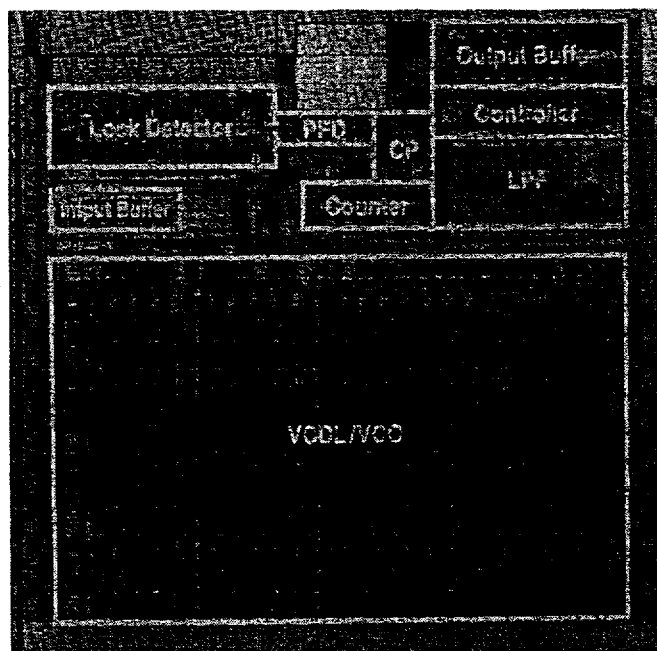 Output Buffer
Lock Detector
PFD
Controller
CP
LPF
Input Buffer
Counter
VCDL/VCO